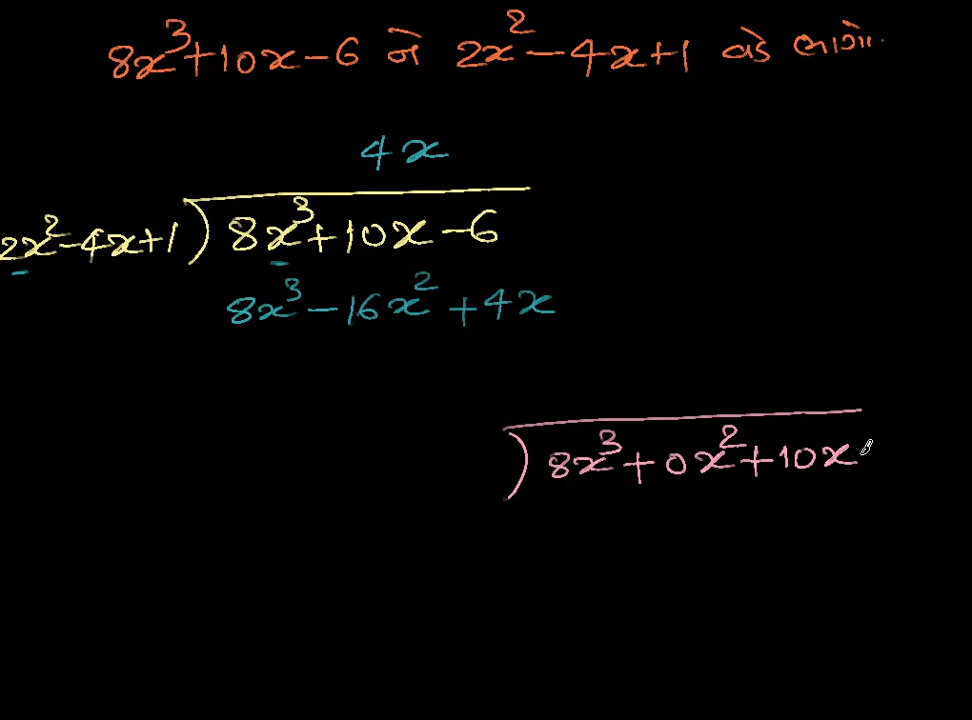 8x³+10x-6 ને 2x²-4x+1 વડે ભાગો.
4x
2x²-4x+1)8x³+10x-6
8x³-16x²+4x
)8x³+0x²+10x